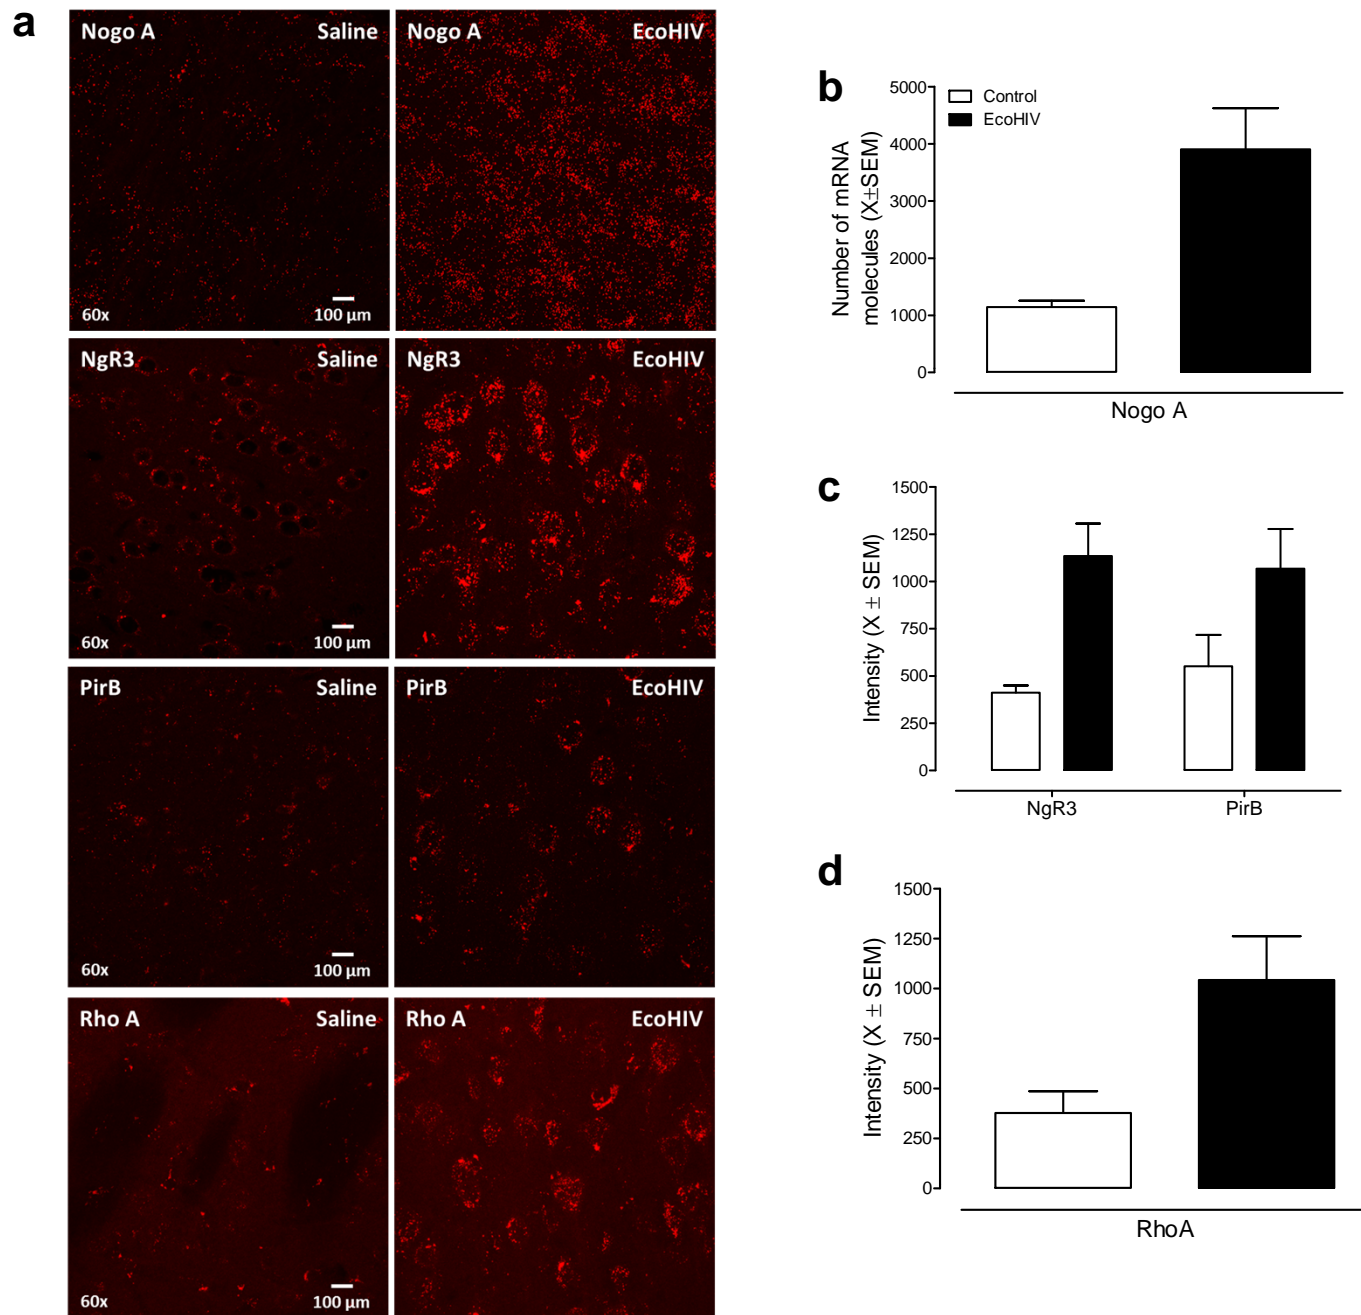 a
Nogo A Saline
60x 100 µm
Nogo A EcoHIV
NgR3 Saline
60x 100 µm
NgR3 EcoHIV
PirB Saline
60x 100 µm
PirB EcoHIV
Rho A Saline
60x 100 µm
Rho A EcoHIV
b
Control
EcoHIV
Number of mRNA
molecules (X±SEM)
5000
4000
3000
2000
1000
0
Nogo A
c
Intensity (X ± SEM)
1500
1250
1000
750
500
250
0
NgR3 PirB
d
Intensity (X ± SEM)
1500
1250
1000
750
500
250
0
RhoA